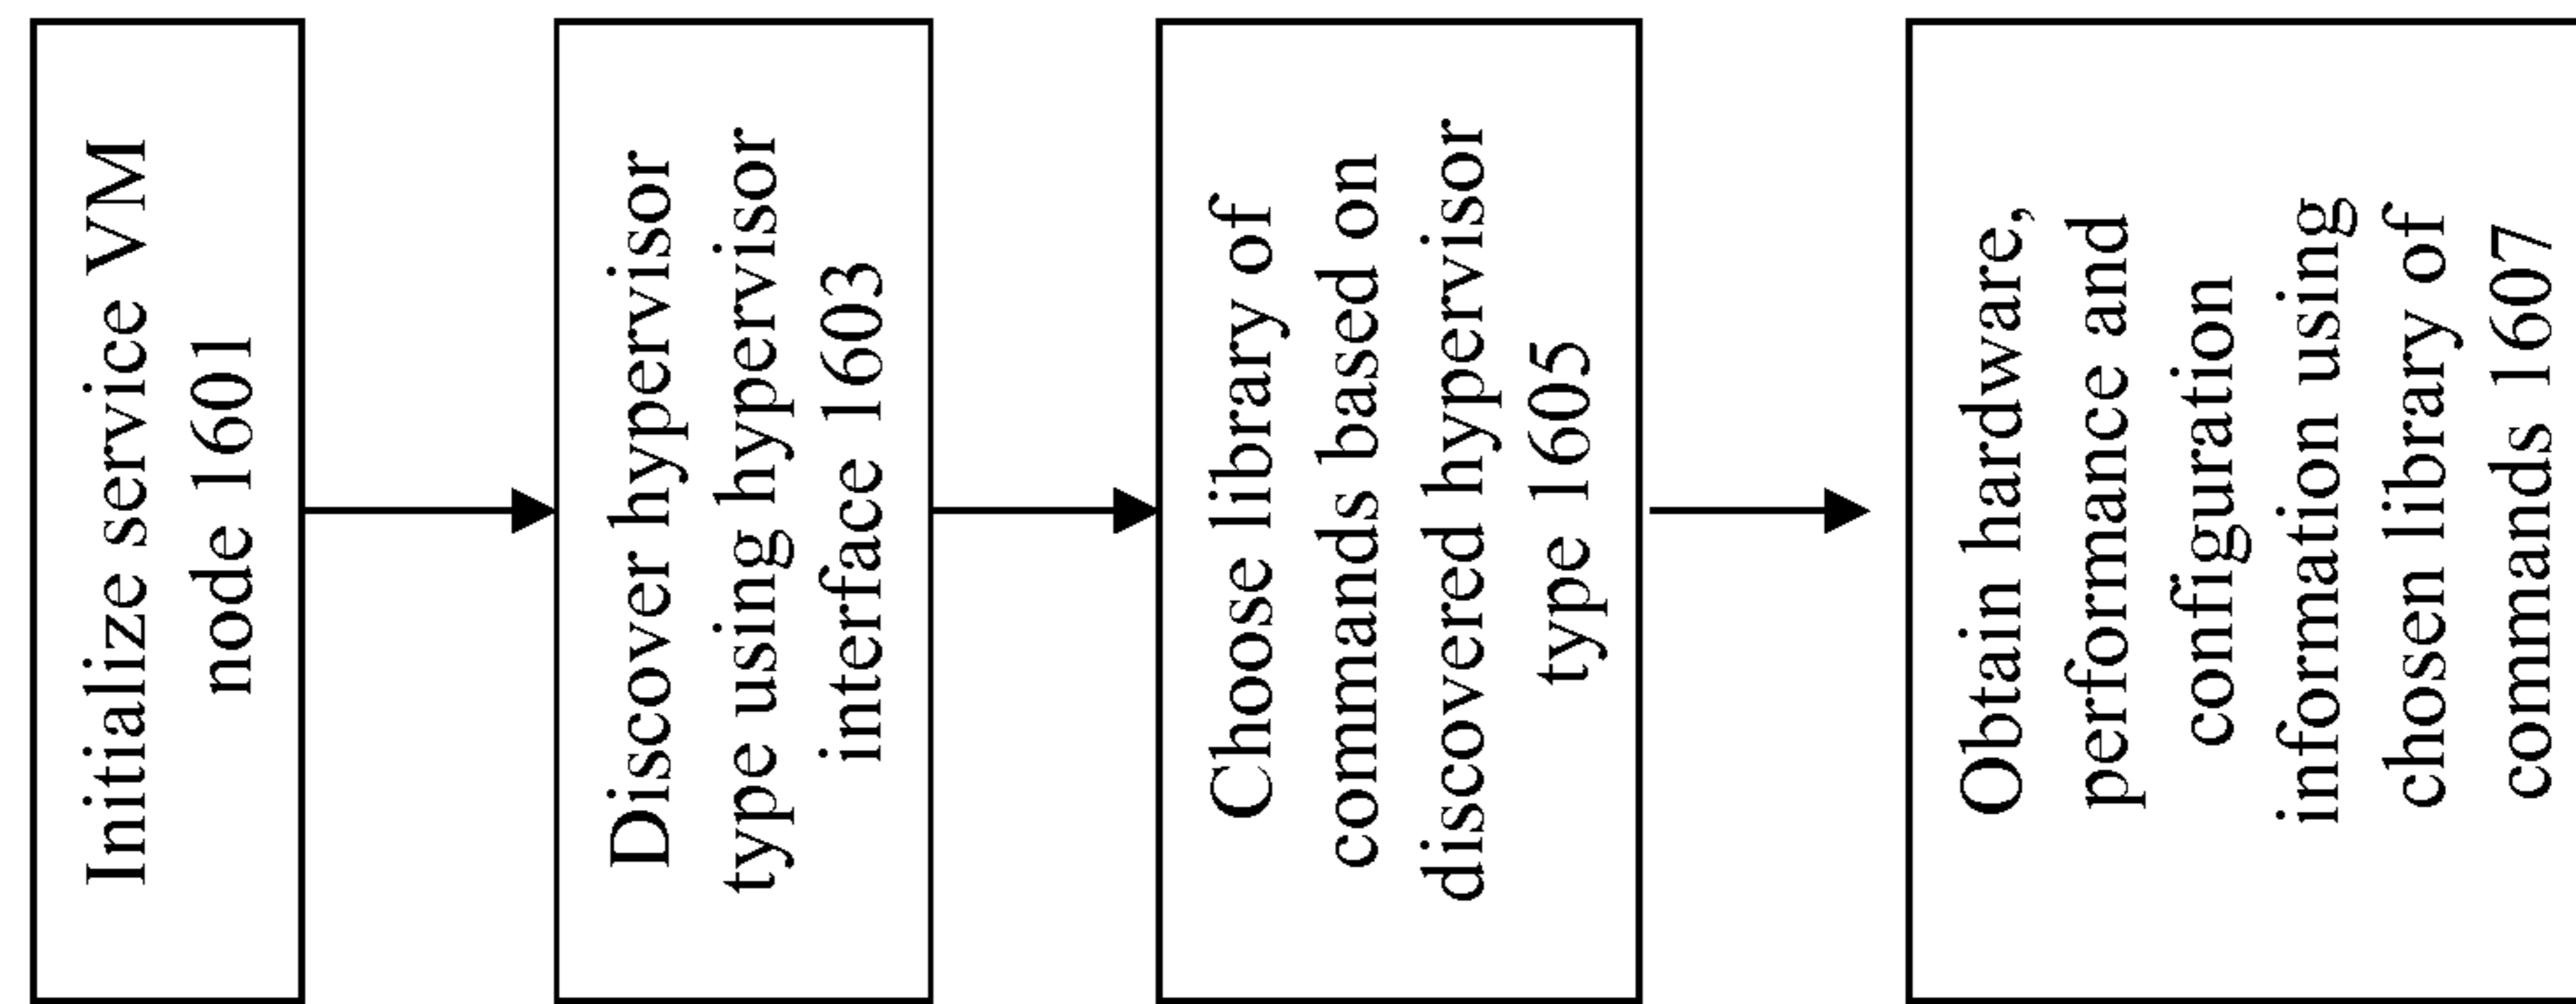 Initialize service VM
node 1601
Discover hypervisor
type using hypervisor
interface 1603
Choose library of
commands based on
discovered hypervisor
type 1605
Obtain hardware,
performance and
configuration
information using
chosen library of
commands 1607